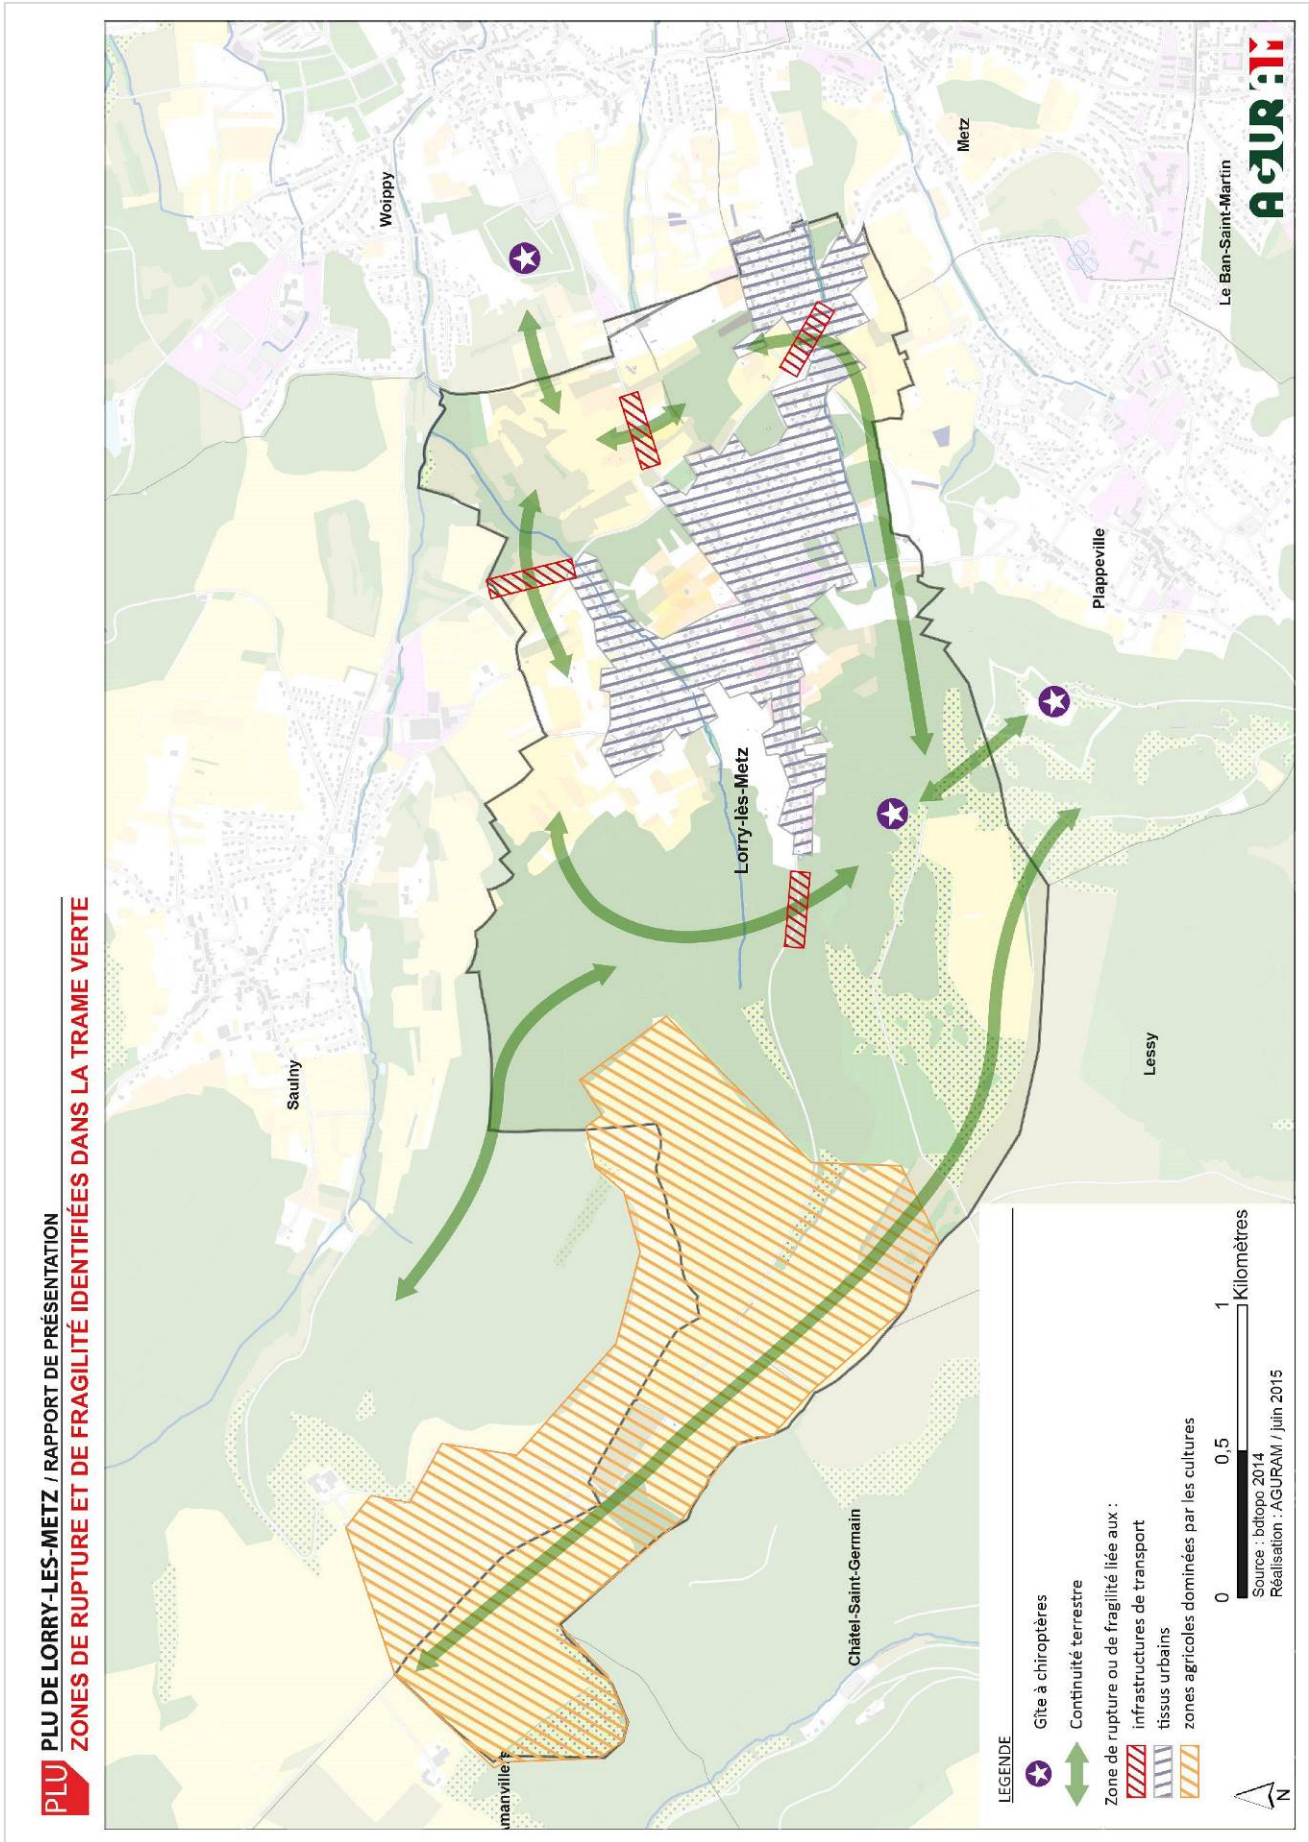 PLU PLU DE LORRY-LES-METZ / RAPPORT DE PRÉSENTATION
ZONES DE RUPTURE ET DE FRAGILITÉ IDENTIFIÉES DANS LA TRAME VERTE
Saulny
Woippy
Metz
Lorry-lès-Metz
Le Ban-Saint-Martin
Plappeville
Lessy
Châtel-Saint-Germain
manvillers
AGURAM
LEGENDE
Gîte à chiroptères
Continuité terrestre
Zone de rupture ou de fragilité liée aux :
infrastructures de transport
tissus urbains
zones agricoles dominées par les cultures
N
0 0,5 1
Kilomètres
Source : bdtopo 2014
Réalisation : AGURAM / juin 2015